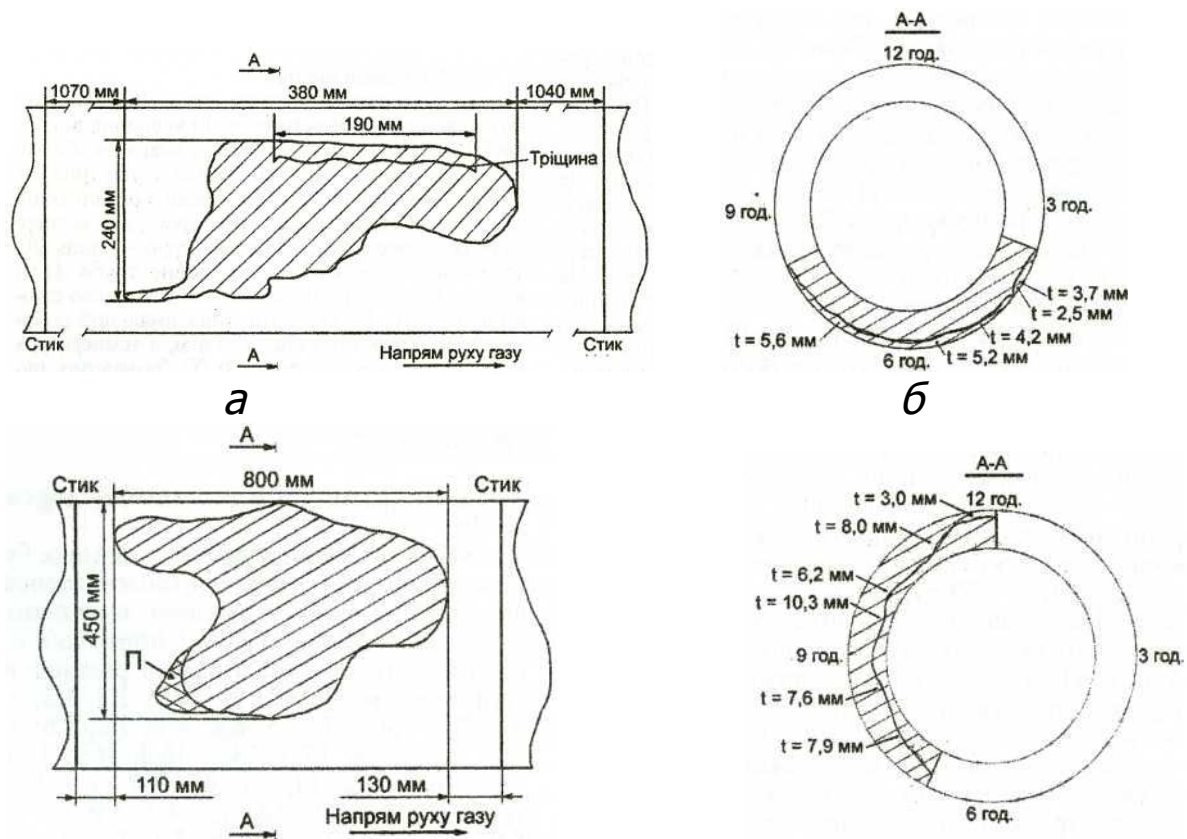 А
1070 мм
380 мм
1040 мм
190 мм
Тріщина
240 мм
Стик
Стик
А
Напрям руху газу
а
А-А
12 год.
9 год.
3 год.
t = 3,7 мм
t = 2,5 мм
t = 4,2 мм
t = 5,2 мм
t = 5,6 мм
6 год.
б
А
Стик
800 мм
Стик
450 мм
П
110 мм
130 мм
А
Напрям руху газу
А-А
t = 3,0 мм
12 год.
t = 8,0 мм
t = 6,2 мм
t = 10,3 мм
9 год.
3 год.
t = 7,6 мм
t = 7,9 мм
6 год.